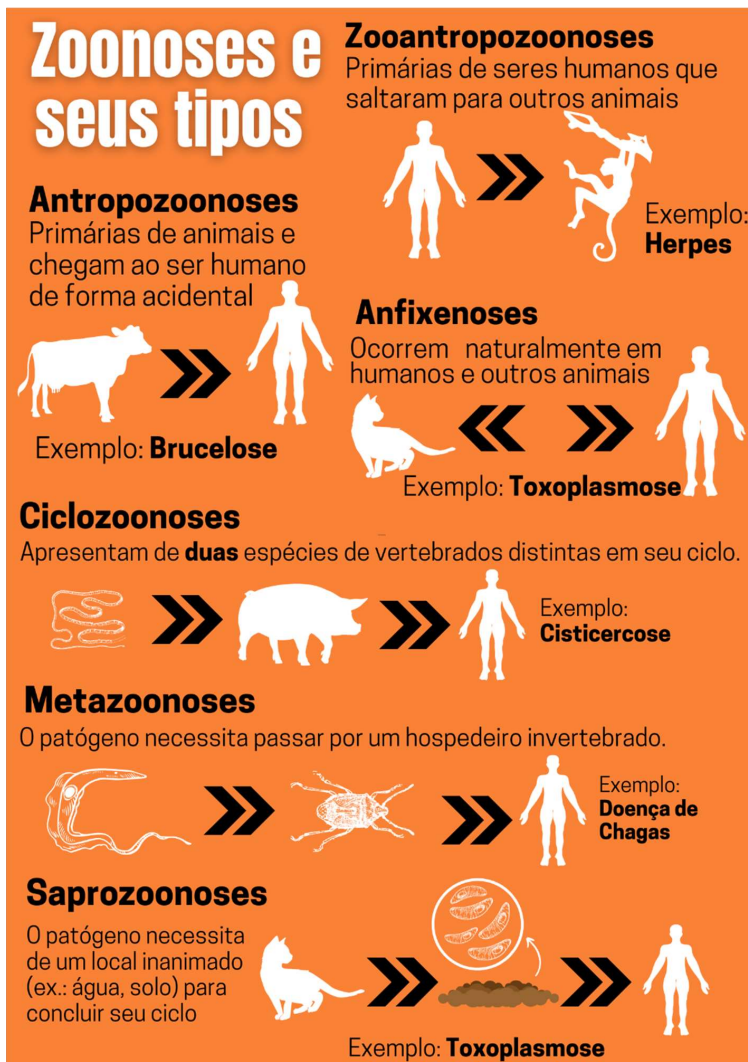 Zoonoses e
seus tipos
Zooantropozoonoses
Primárias de seres humanos que
saltaram para outros animais
Exemplo:
Herpes
Antropozoonoses
Primárias de animais e
chegam ao ser humano
de forma acidental
Exemplo: Brucelose
Anfixenoses
Ocorrem naturalmente em
humanos e outros animais
Exemplo: Toxoplasmose
Ciclozoonoses
Apresentam de duas espécies de vertebrados distintas em seu ciclo.
Exemplo:
Cisticercose
Metazoonoses
O patógeno necessita passar por um hospedeiro invertebrado.
Exemplo:
Doença de
Chagas
Saprozoonoses
O patógeno necessita
de um local inanimado
(ex.: água, solo) para
concluir seu ciclo
Exemplo: Toxoplasmose